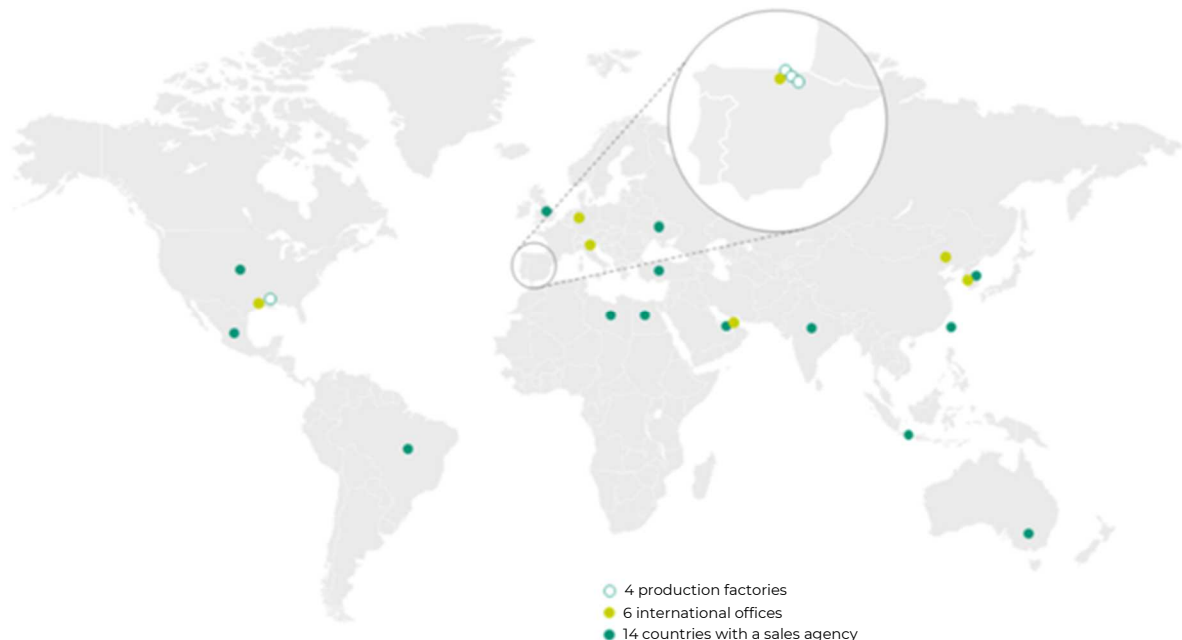 4 production factories
6 international offices
14 countries with a sales agency